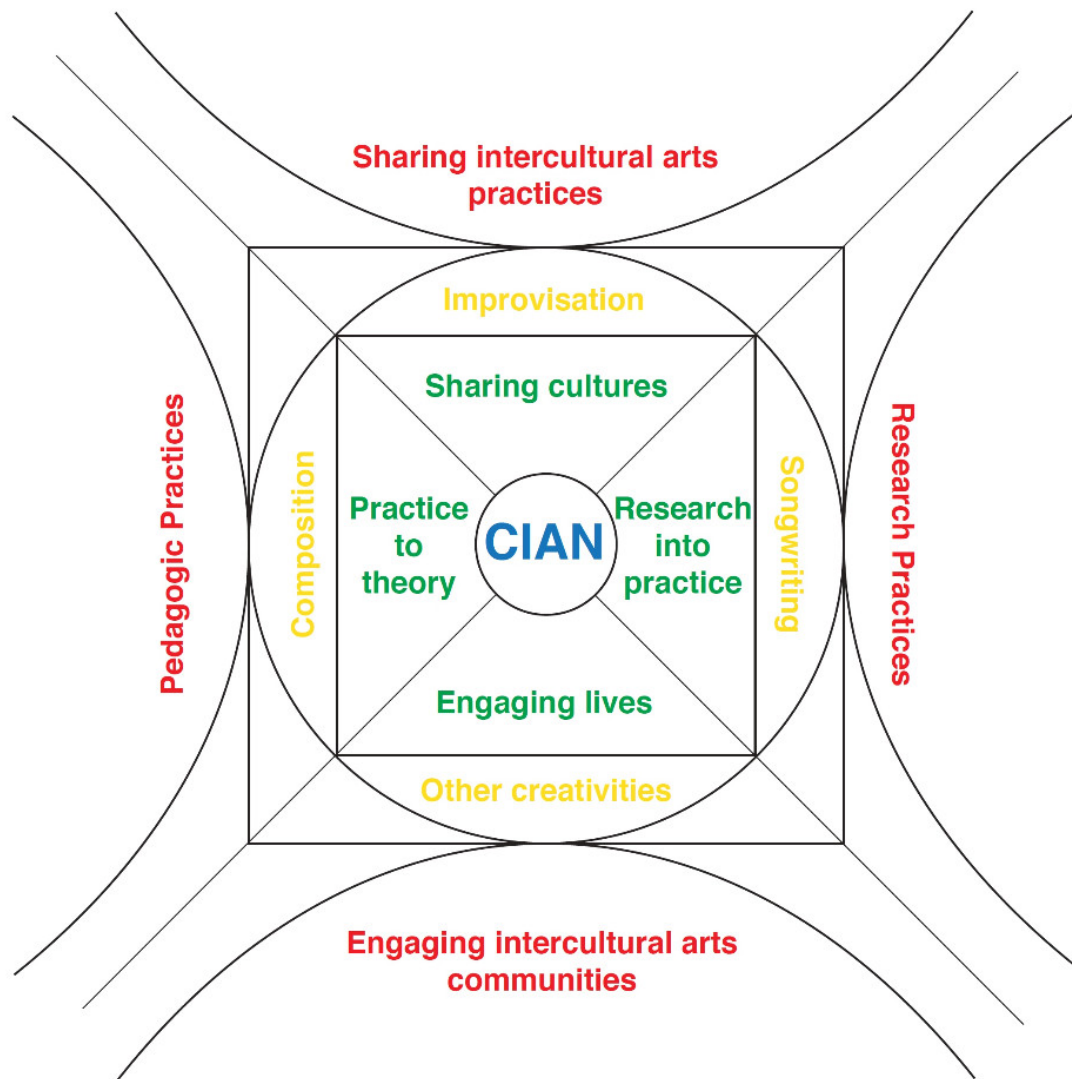 Sharing intercultural arts
practices
Improvisation
Sharing cultures
Pedagogic Practices
Composition
Practice
to
theory
CIAN
Research
into
practice
Songwriting
Research Practices
Engaging lives
Other creativities
Engaging intercultural arts
communities